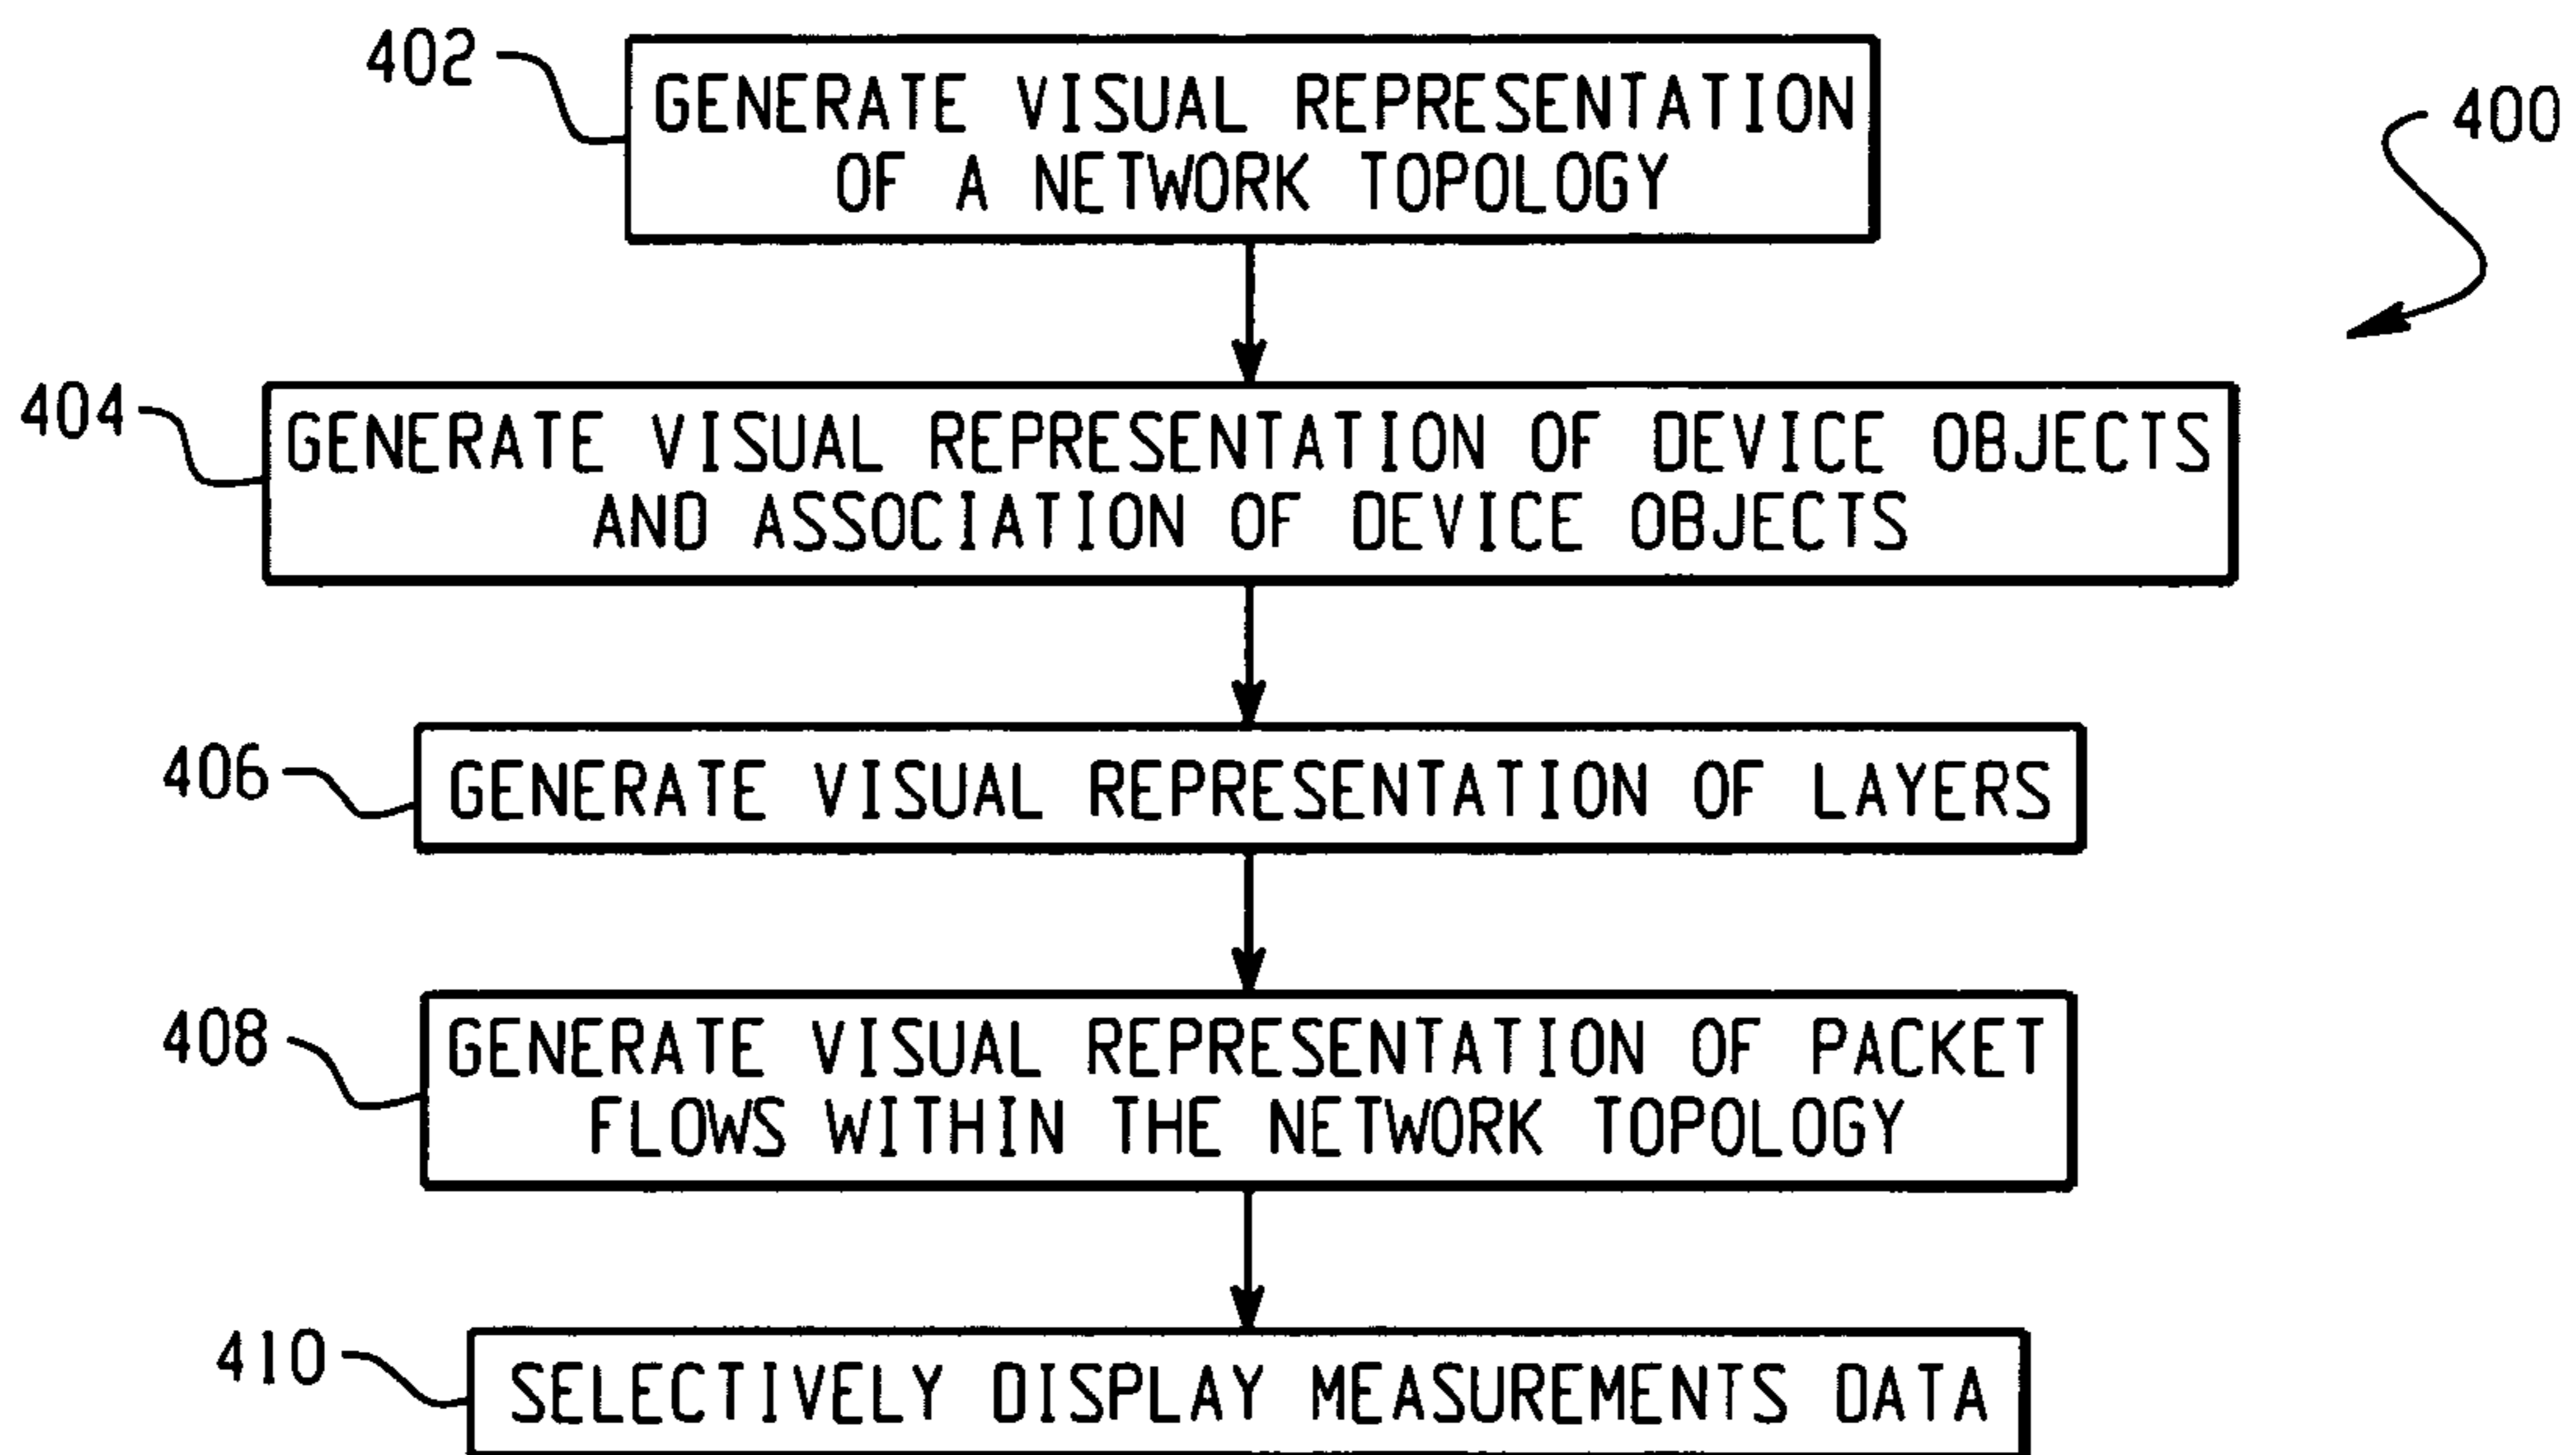 402
GENERATE VISUAL REPRESENTATION
OF A NETWORK TOPOLOGY
400
404
GENERATE VISUAL REPRESENTATION OF DEVICE OBJECTS
AND ASSOCIATION OF DEVICE OBJECTS
406
GENERATE VISUAL REPRESENTATION OF LAYERS
408
GENERATE VISUAL REPRESENTATION OF PACKET
FLOWS WITHIN THE NETWORK TOPOLOGY
410
SELECTIVELY DISPLAY MEASUREMENTS DATA